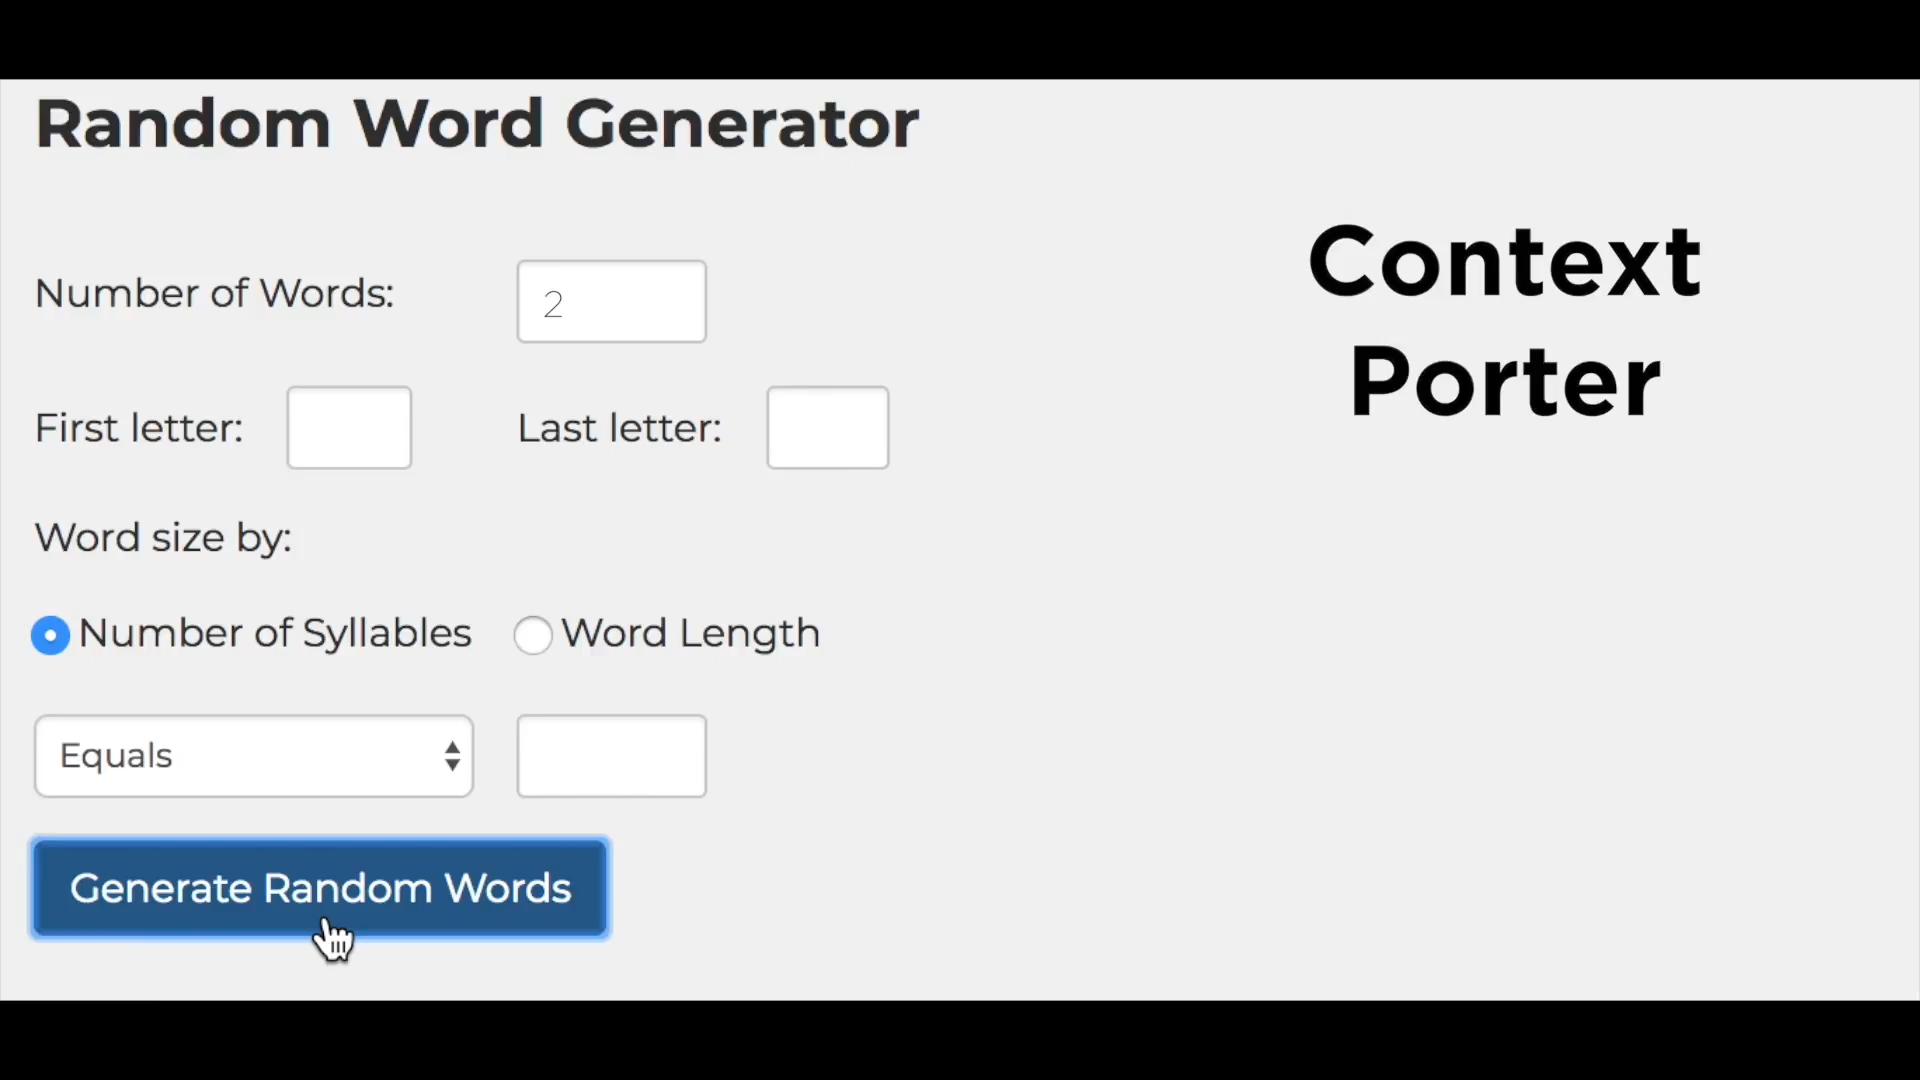 Random Word Generator
Context
Porter
Number of Words: 2
First letter: Last letter:
Word size by:
Number of Syllables Word Length
Equals
Generate Random Words